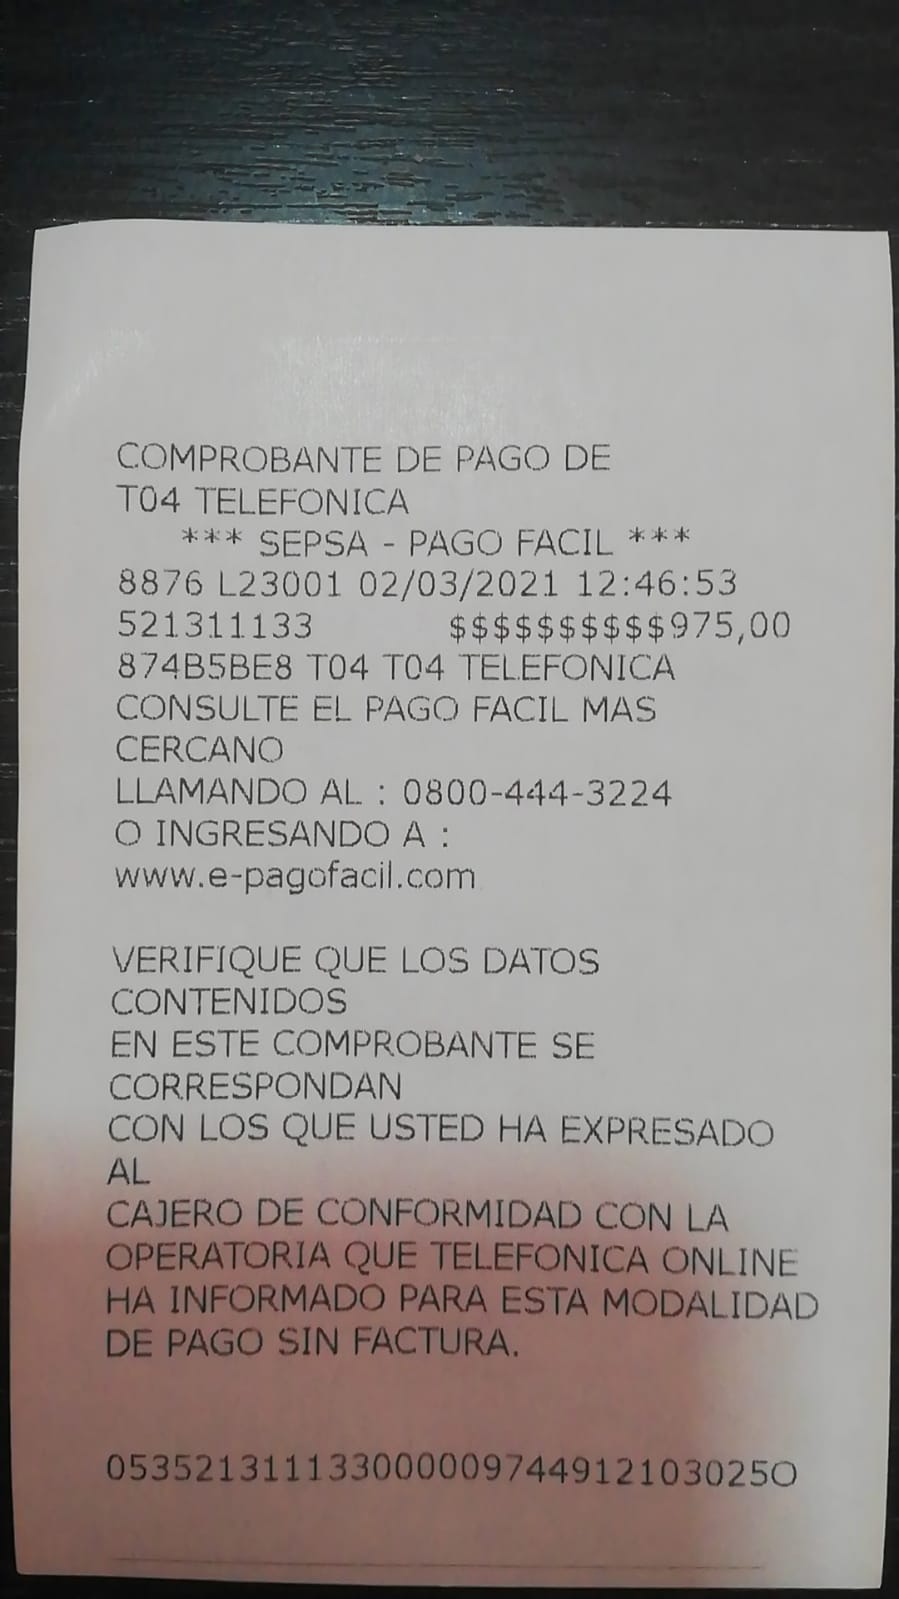 COMPROBANTE DE PAGO DE
T04 TELEFONICA
*** SEPSA - PAGO FACIL ***
8876 L23001 02/03/2021 12:46:53
521311133 $$$$$$$$$$975,00
874B5BE8 T04 T04 TELEFONICA
CONSULTE EL PAGO FACIL MAS
CERCANO
LLAMANDO AL : 0800-444-3224
O INGRESANDO A :
www.e-pagofacil.com
VERIFIQUE QUE LOS DATOS
CONTENIDOS
EN ESTE COMPROBANTE SE
CORRESPONDAN
CON LOS QUE USTED HA EXPRESADO
AL
CAJERO DE CONFORMIDAD CON LA
OPERATORIA QUE TELEFONICA ONLINE
HA INFORMADO PARA ESTA MODALIDAD
DE PAGO SIN FACTURA.
053521311133000009744912103025O